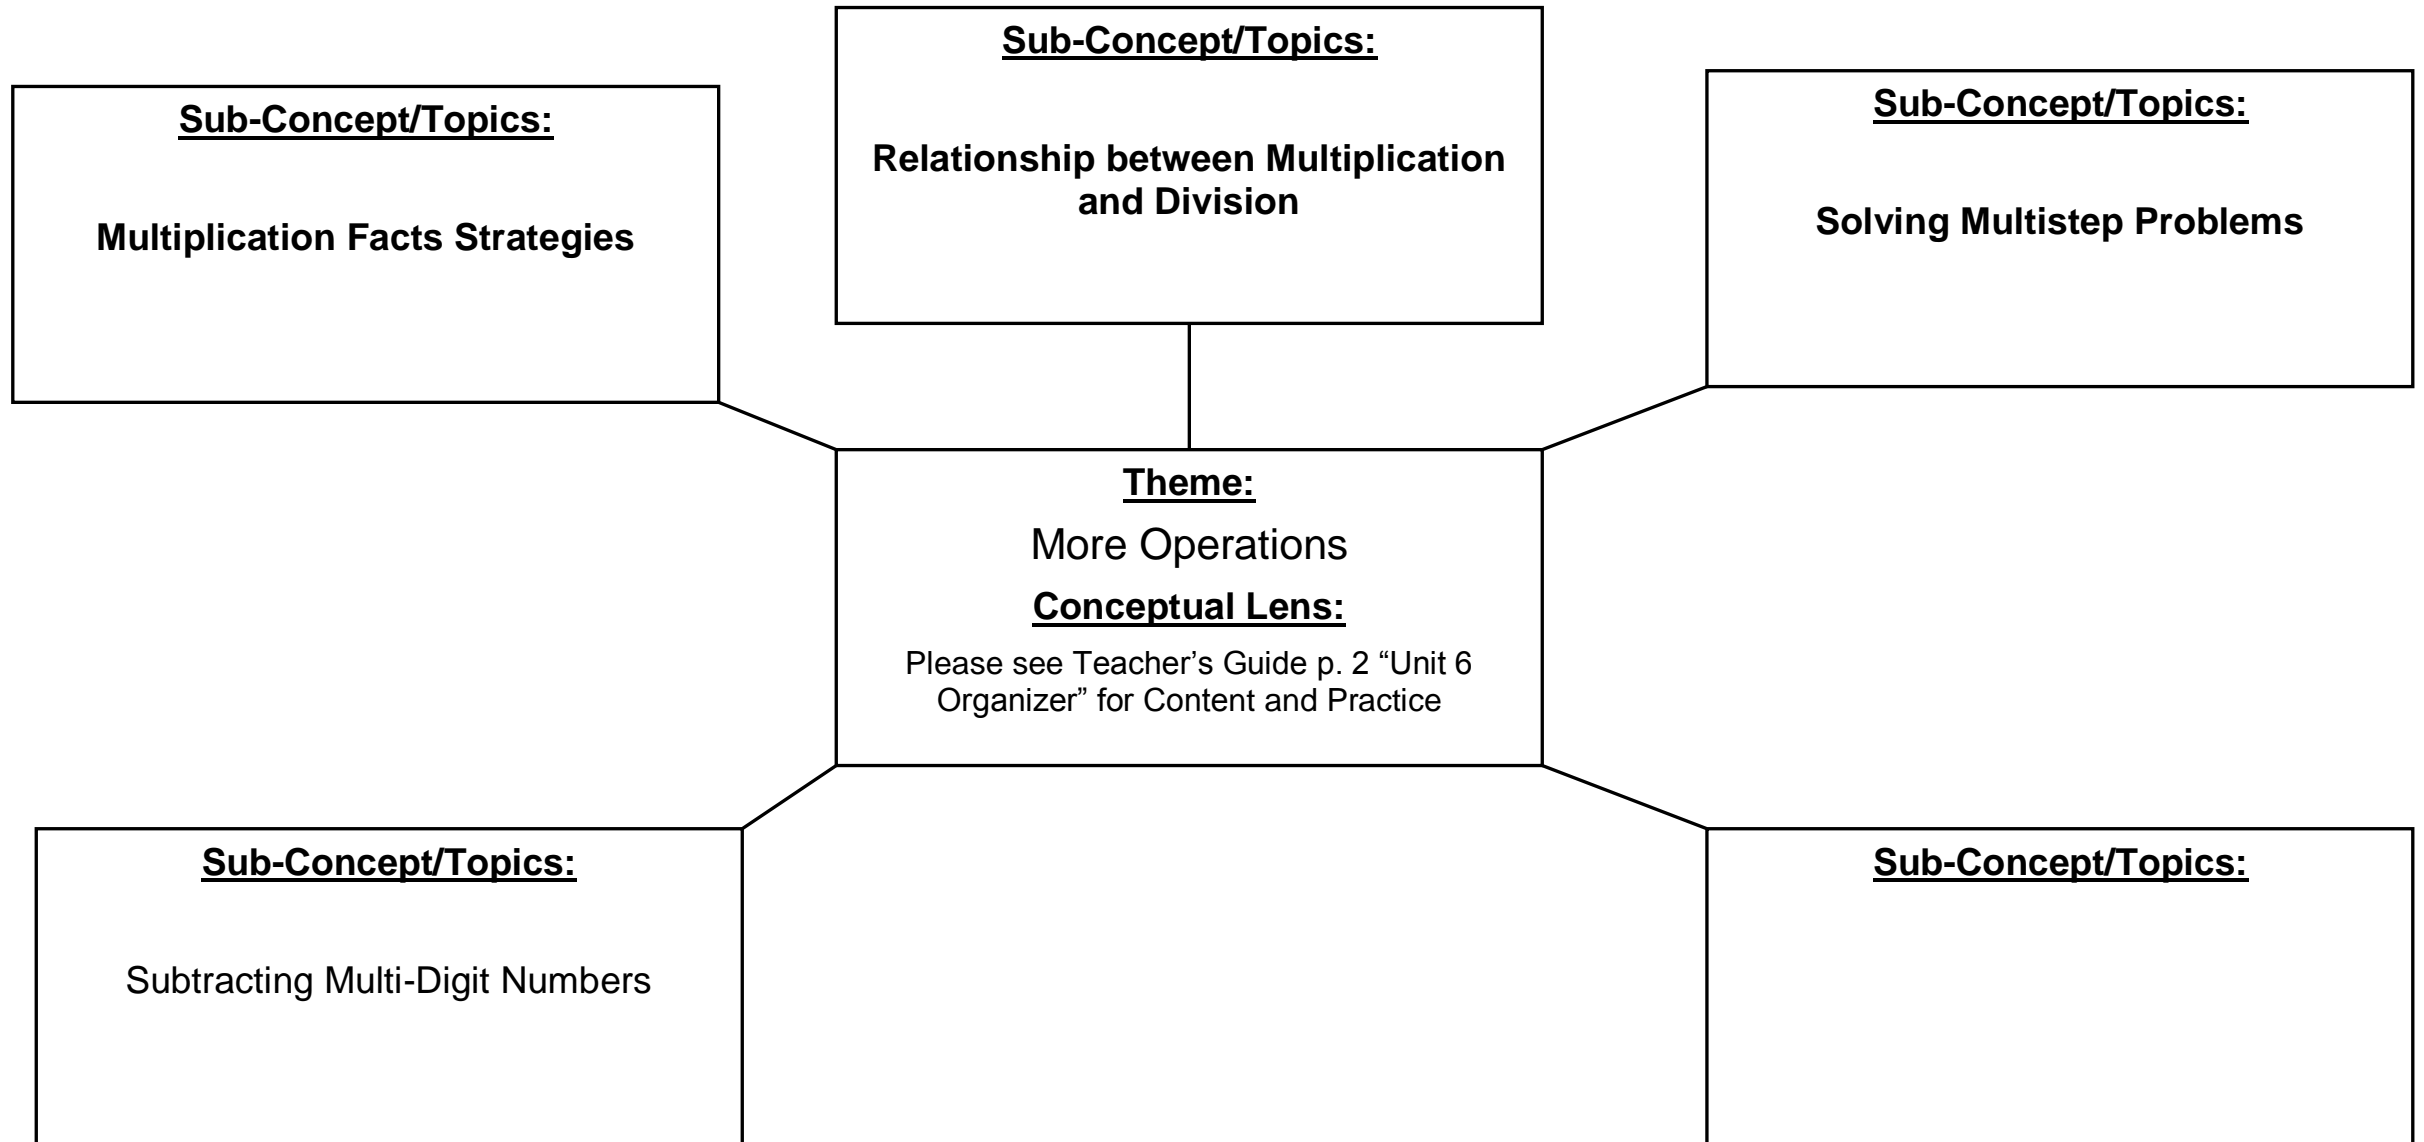 Sub-Concept/Topics:
Multiplication Facts Strategies
Sub-Concept/Topics:
Relationship between Multiplication
and Division
Sub-Concept/Topics:
Solving Multistep Problems
Theme:
More Operations
Conceptual Lens:
Please see Teacher’s Guide p. 2 “Unit 6
Organizer” for Content and Practice
Sub-Concept/Topics:
Subtracting Multi-Digit Numbers
Sub-Concept/Topics: